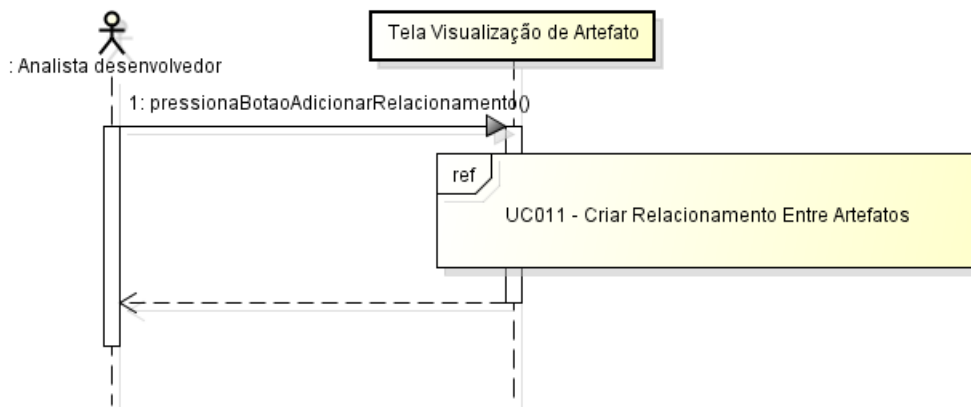 Tela Visualização de Artefato
: Analista desenvolvedor
1: pressionaBotaoAdicionarRelacionamento()
ref
UC011 - Criar Relacionamento Entre Artefatos